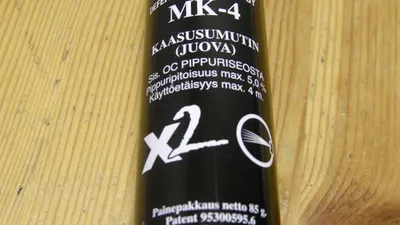 MK-4
KAASUSUMUTIN
(JUOVA)
Sis. OC PIPPURISEOSTA
Pippuripitoisuus max. 5,0 %
Käyttöetäisyys max. 4 m.
x2
Painepakkaus netto 85 g.
Patent 95300595.6